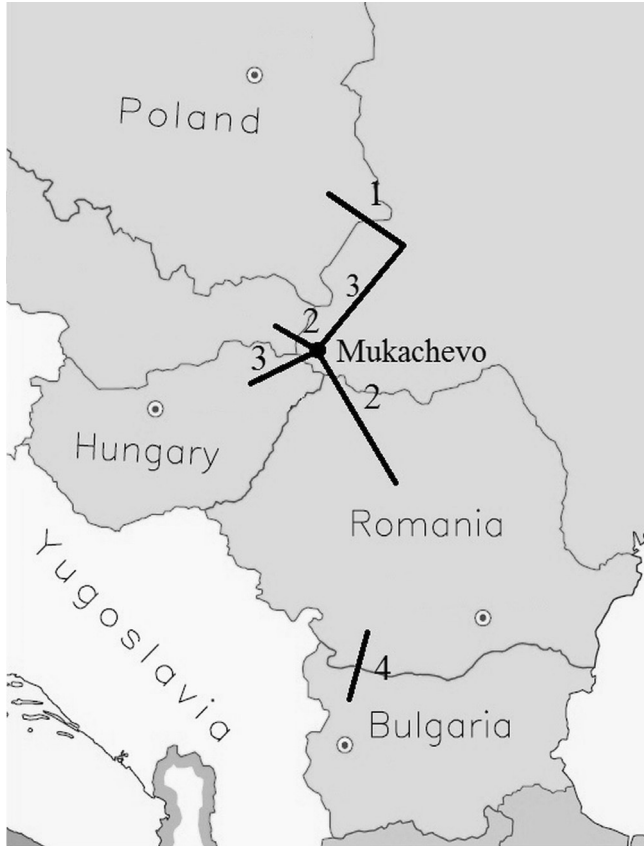 Poland
1
3
2
Mukachevo
3
2
Hungary
Romania
Yugoslavia
4
Bulgaria